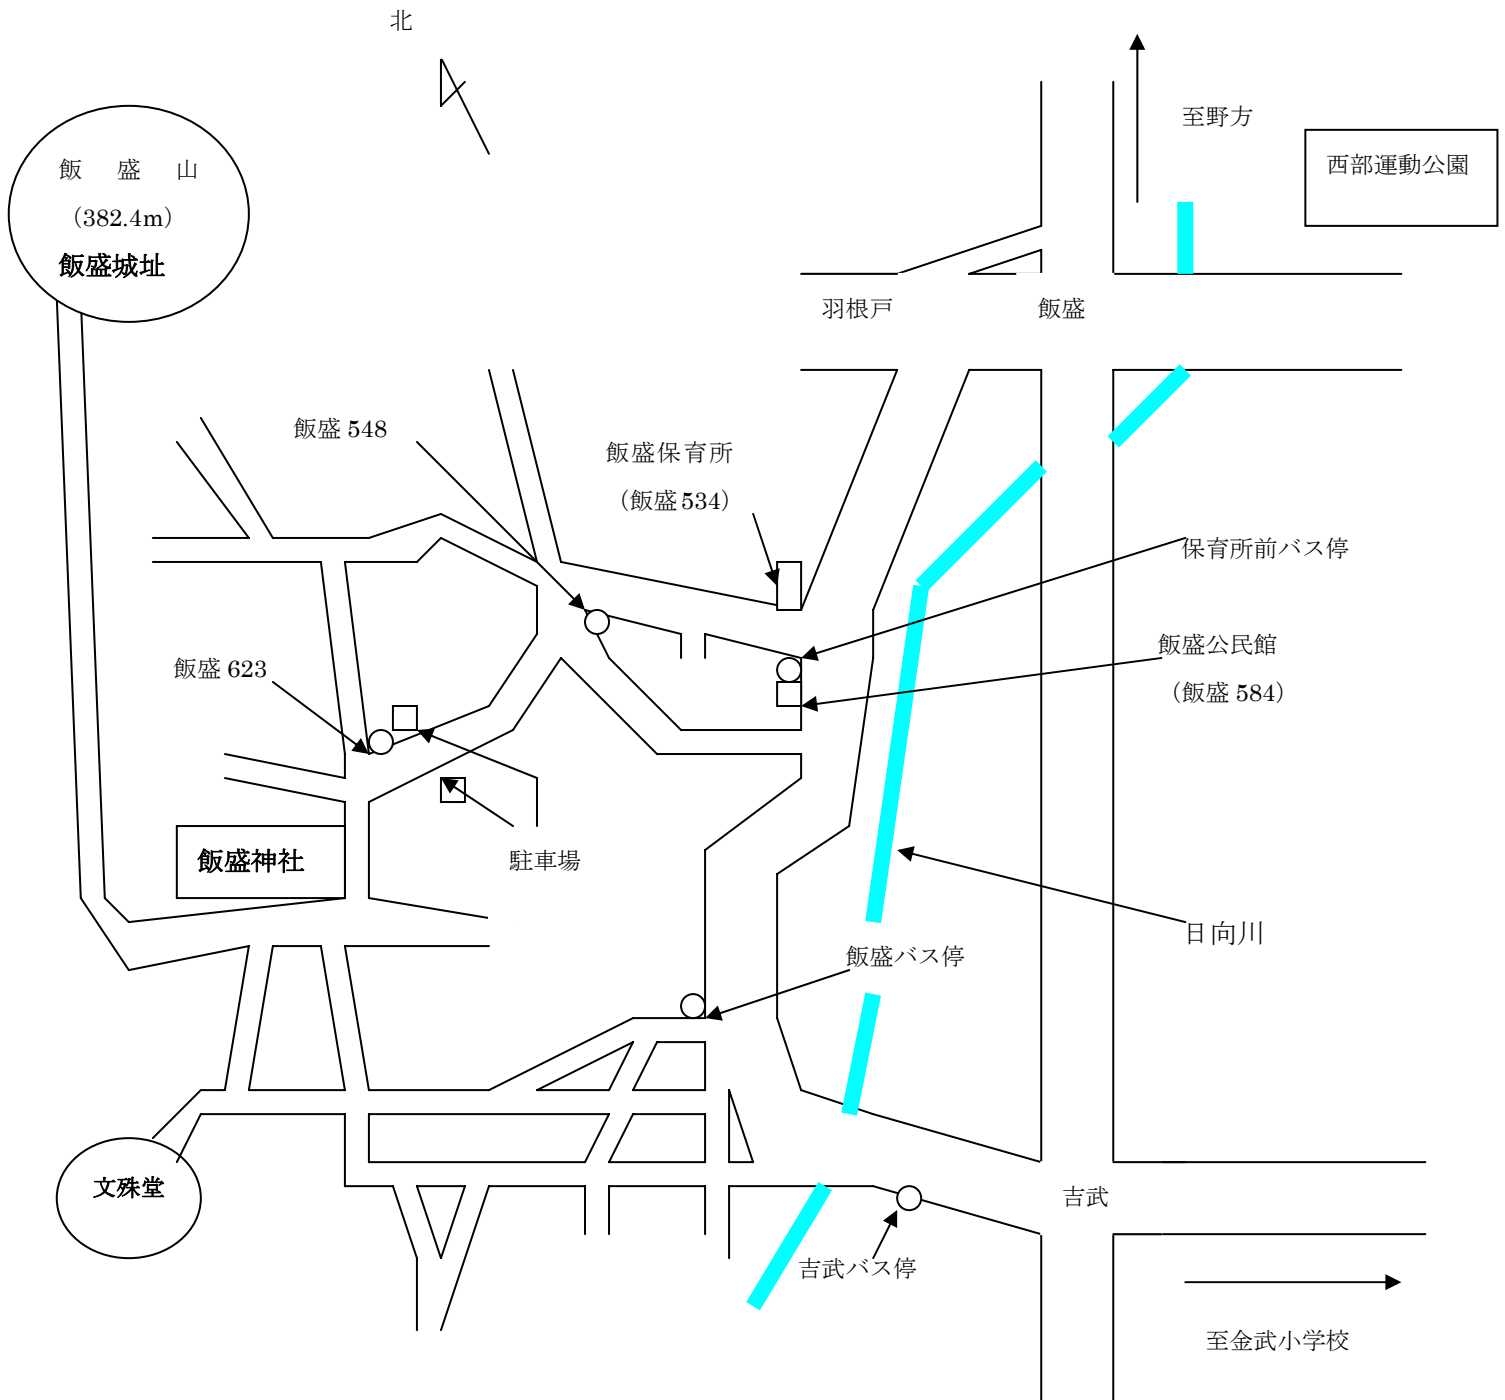 北
至野方
西部運動公園
飯 盛 山
（382.4m）
飯盛城址
羽根戸
飯盛
飯盛 548
飯盛保育所
（飯盛 534）
保育所前バス停
飯盛公民館
（飯盛 584）
飯盛 623
飯盛神社
駐車場
日向川
飯盛バス停
文殊堂
吉武
吉武バス停
至金武小学校